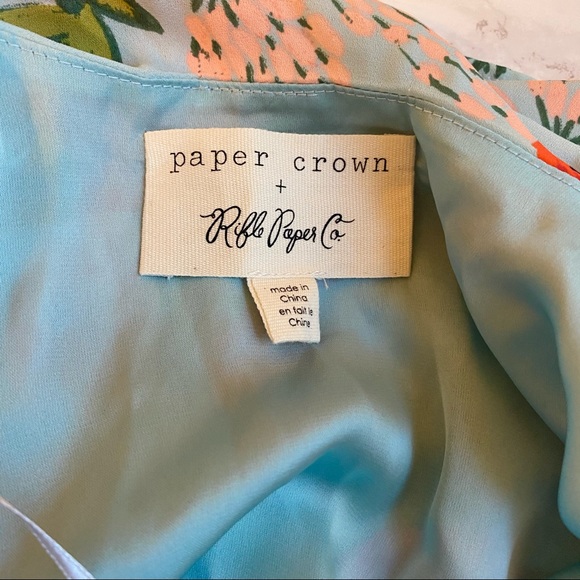 paper crown
+
Rifle Paper Co.
made in
China
en fait le
Chine